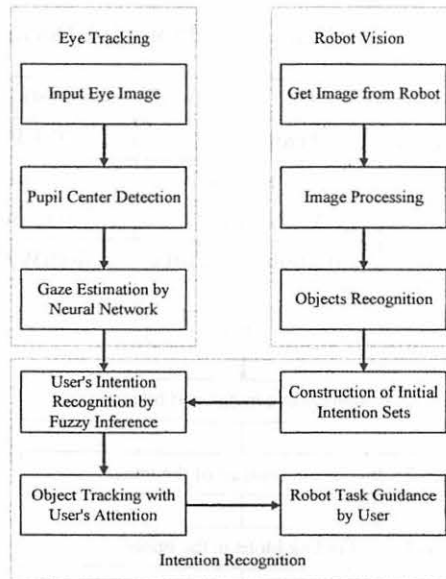 Eye Tracking
Robot Vision
Input Eye Image
Get Image from Robot
Pupil Center Detection
Image Processing
Gaze Estimation by
Neural Network
Objects Recognition
User's Intention
Recognition by
Fuzzy Inference
Construction of Initial
Intention Sets
Object Tracking with
User's Attention
Robot Task Guidance
by User
Intention Recognition